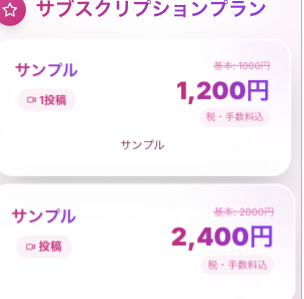 サブスクリプションプラン
サンプル
基本: 1000円
1,200円
1投稿
税・手数料込
サンプル
サンプル
基本: 2000円
2,400円
投稿
税・手数料込